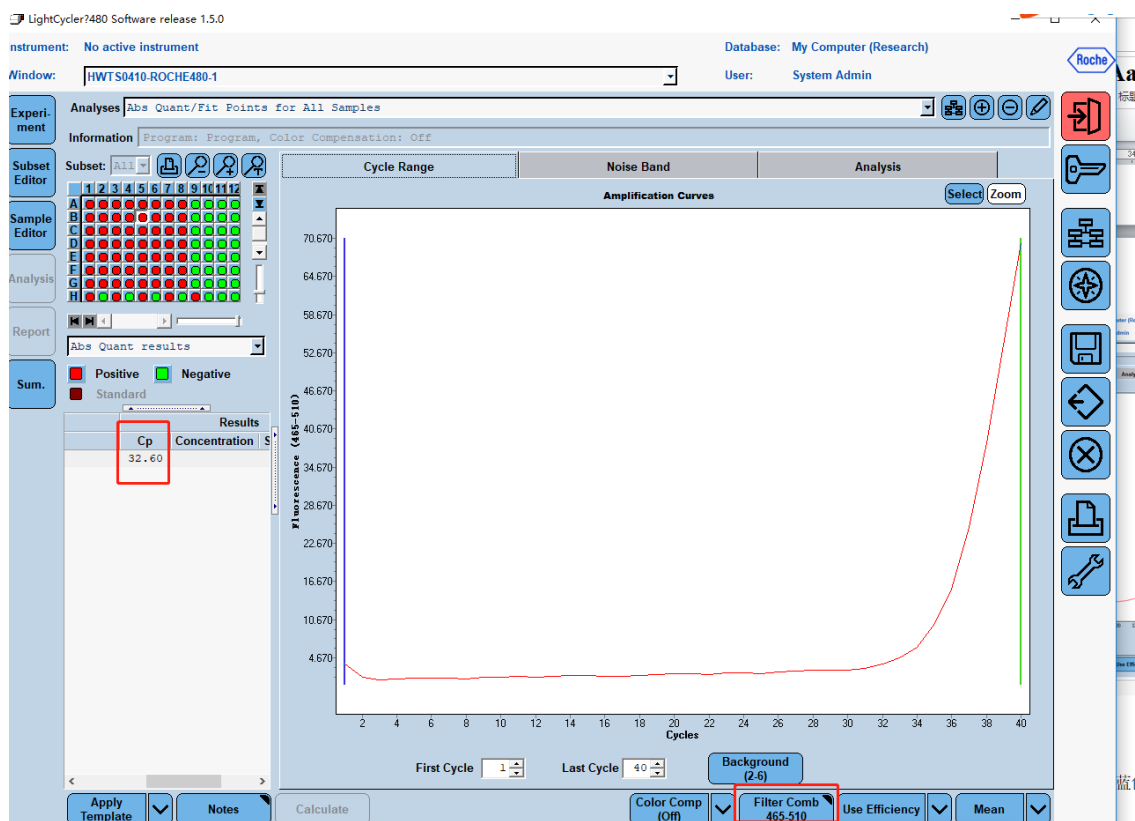 LightCycler?480 Software release 1.5.0
nstrument: No active instrument
Database: My Computer (Research)
Window: HWTS0410-ROCHE480-1
User: System Admin
Roche
Analyses Abs Quant/Fit Points for All Samples
Information Program: Program, Color Compensation: Off
Experi-
ment
Subset
Editor
Sample
Editor
Analysis
Report
Sum.
Subset: All
1 2 3 4 5 6 7 8 9 10 11 12
A
B
C
D
E
F
G
H
Abs Quant results
Positive Negative
Standard
Results
Cp Concentration S
32.60
Cycle Range Noise Band Analysis
Amplification Curves
Select Zoom
70.670
64.670
58.670
52.670
46.670
40.670
34.670
28.670
22.670
16.670
10.670
4.670
Fluorescence (465-510)
2 4 6 8 10 12 14 16 18 20 22 24 26 28 30 32 34 36 38 40
Cycles
First Cycle 1 Last Cycle 40 Background
(2-6)
Apply
Template
Notes
Calculate
Color Comp
(Off)
Filter Comb
465-510
Use Efficiency
Mean
Aa
标题
34
蓝